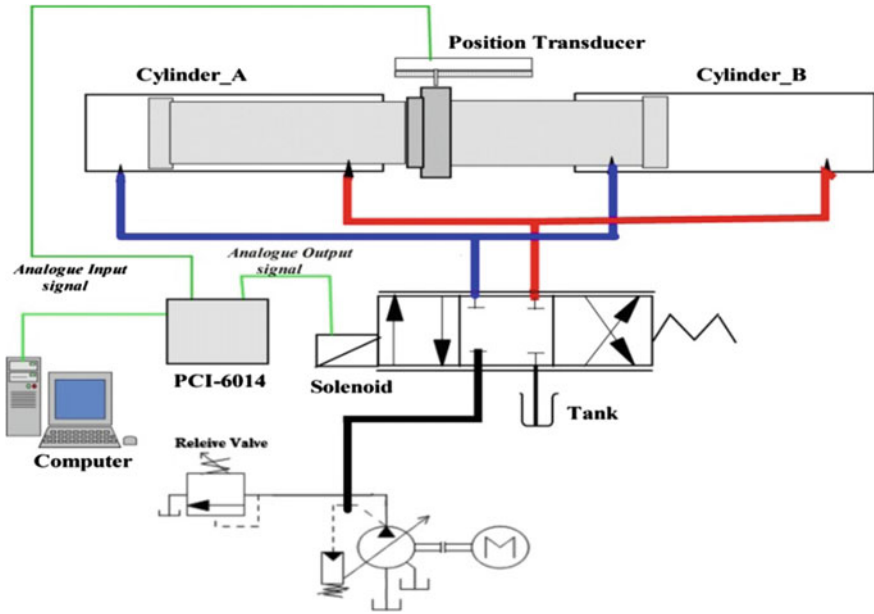 Position Transducer
Cylinder_A
Cylinder_B
Analogue Input
signal
Analogue Output
signal
PCI-6014
Solenoid
Tank
Computer
Releive Valve
M